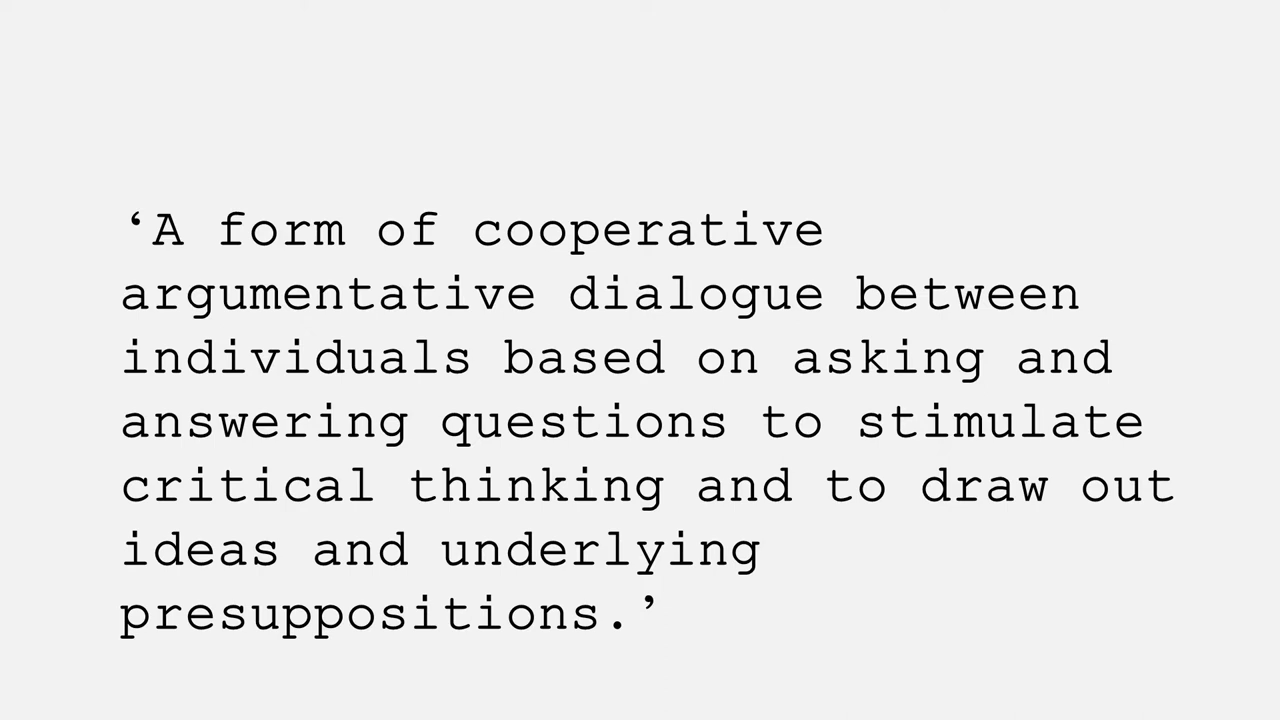 ‘A form of cooperative
argumentative dialogue between
individuals based on asking and
answering questions to stimulate
critical thinking and to draw out
ideas and underlying
presuppositions.’